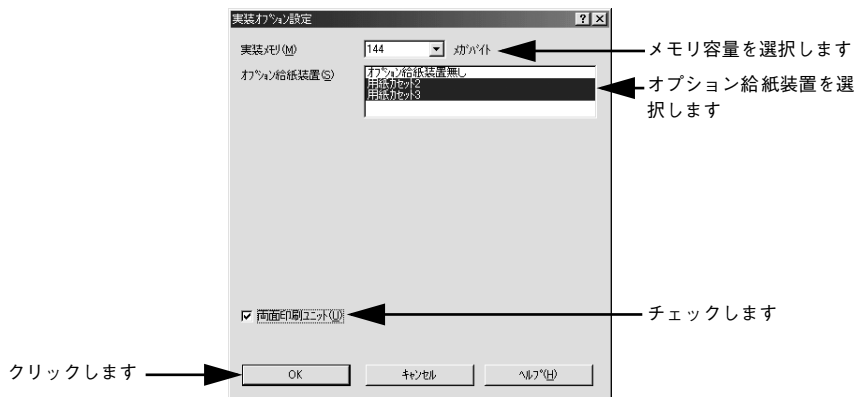 実装オプション設定
実装メモリ(M)
144
メガバイト
メモリ容量を選択します
オプション給紙装置(S)
オプション給紙装置無し
用紙カセット2
用紙カセット3
オプション給紙装置を選
択します
両面印刷ユニット(U)
チェックします
クリックします
OK
キャンセル
ヘルプ(H)